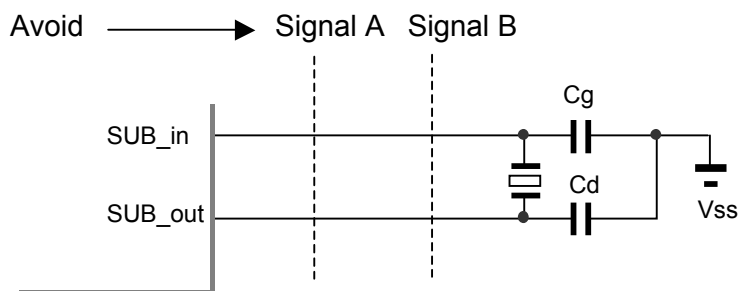 Avoid Signal A Signal B
Cg
SUB_in
Cd
SUB_out
Vss